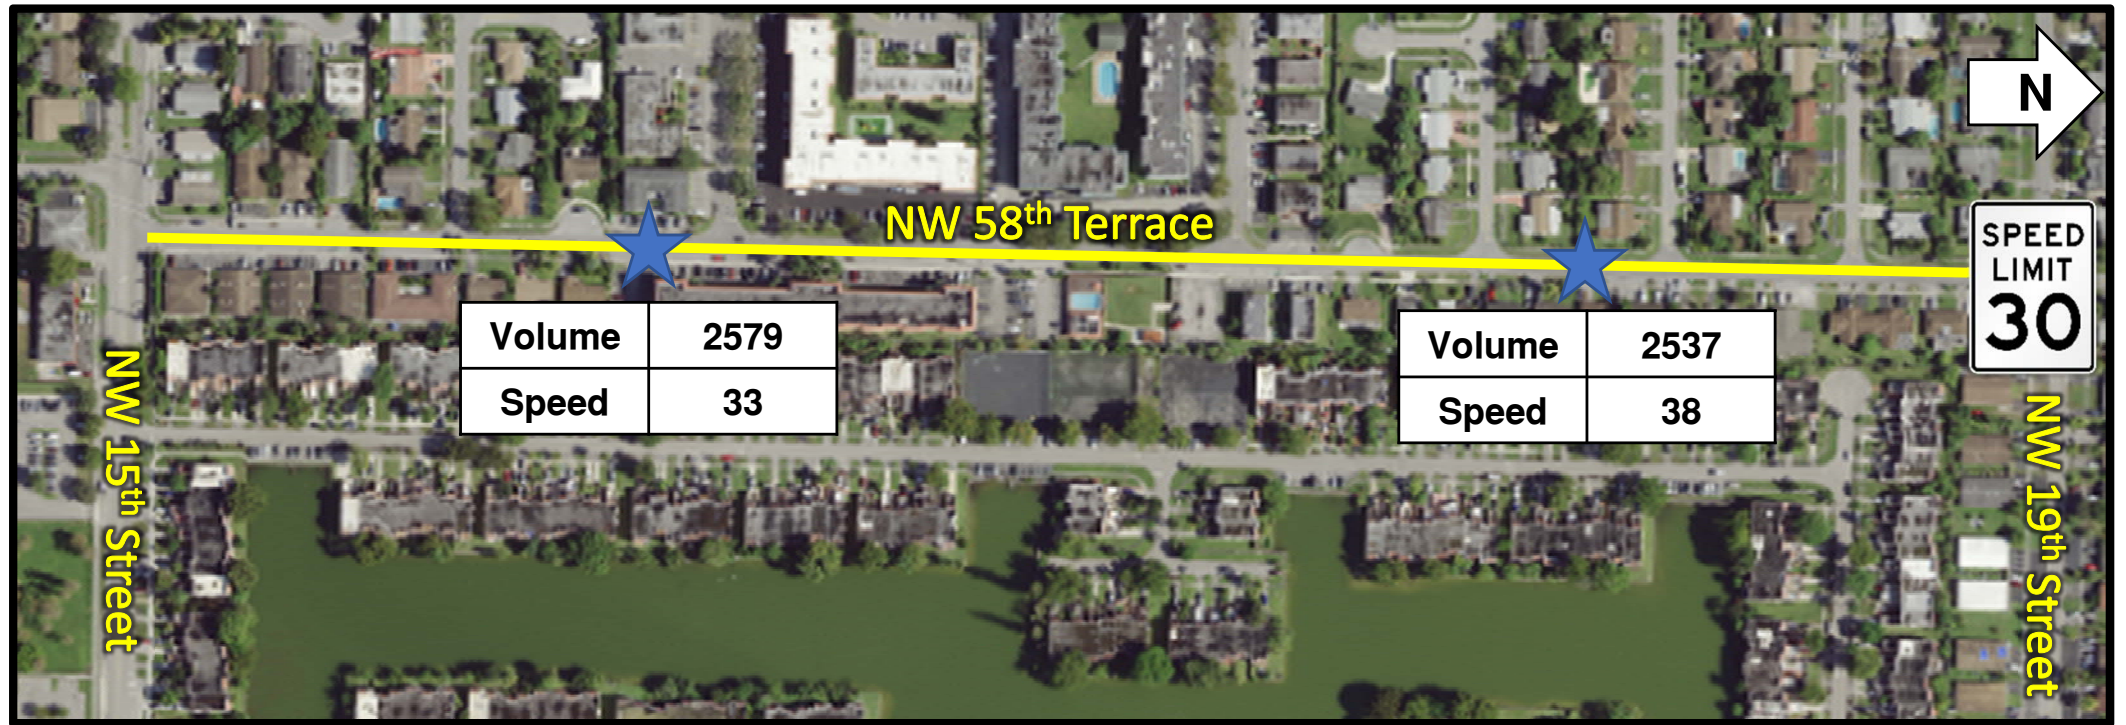 N
NW 58th Terrace
SPEED
LIMIT
30
Volume 2579
Speed 33
Volume 2537
Speed 38
NW 15th Street
NW 19th Street